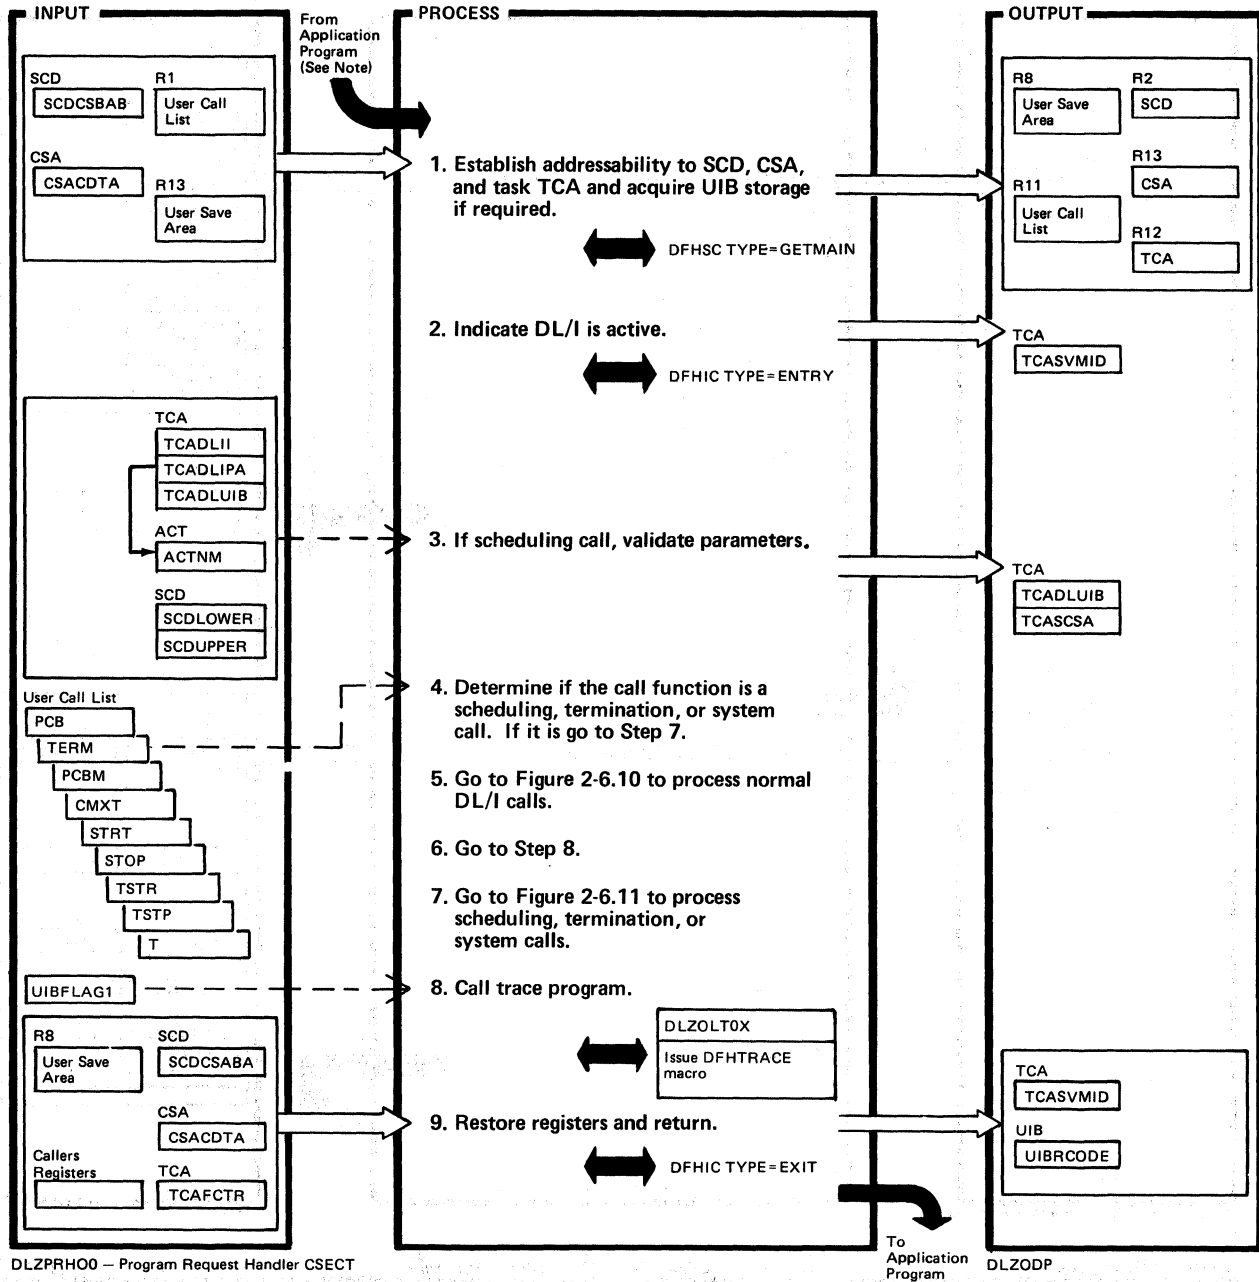 INPUT
From
Application
Program
(See Note)
PROCESS
OUTPUT
SCD
SCDCSBAB
R1
User Call
List
CSA
CSACDTA
R13
User Save
Area
1. Establish addressability to SCD, CSA,
and task TCA and acquire UIB storage
if required.
DFHSC TYPE=GETMAIN
R8
User Save
Area
R2
SCD
R11
User Call
List
R13
CSA
R12
TCA
2. Indicate DL/I is active.
DFHIC TYPE=ENTRY
TCA
TCASVMID
TCA
TCADLII
TCADLIPA
TCADLUIB
ACT
ACTNM
SCD
SCDLOWER
SCDUPPER
3. If scheduling call, validate parameters.
TCA
TCADLUIB
TCASCSA
User Call List
PCB
TERM
PCBM
CMXT
STRT
STOP
TSTR
TSTP
T
4. Determine if the call function is a
scheduling, termination, or system
call. If it is go to Step 7.
5. Go to Figure 2-6.10 to process normal
DL/I calls.
6. Go to Step 8.
7. Go to Figure 2-6.11 to process
scheduling, termination, or
system calls.
UIBFLAG1
8. Call trace program.
DLZOLT0X
Issue DFHTRACE
macro
R8
User Save
Area
SCD
SCDCSABA
CSA
CSACDTA
Callers
Registers
TCA
TCAFCTR
9. Restore registers and return.
DFHIC TYPE=EXIT
TCA
TCASVMID
UIB
UIBRCODE
To
Application
Program
DLZPRHO0 — Program Request Handler CSECT
DLZODP